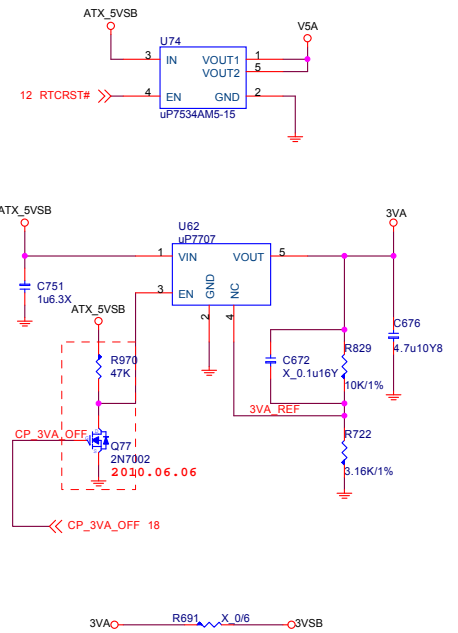 ATX_5VSB
V5A
U74
3 IN VOUT1 1
VOUT2 5
12 RTCRST# 4 EN GND 2
uP7534AM5-15
ATX_5VSB
3VA
U62
uP7707
1 VIN VOUT 5
C751
1u6.3X
3 EN GND NC
2 4
ATX_5VSB
C676
4.7u10Y8
R970
47K
C672
X_0.1u16Y
R829
10K/1%
3VA_REF
CP_3VA_OFF
Q77
2N7002
2010.06.06
R722
3.16K/1%
CP_3VA_OFF 18
3VA R691 X_0/6 3VSB